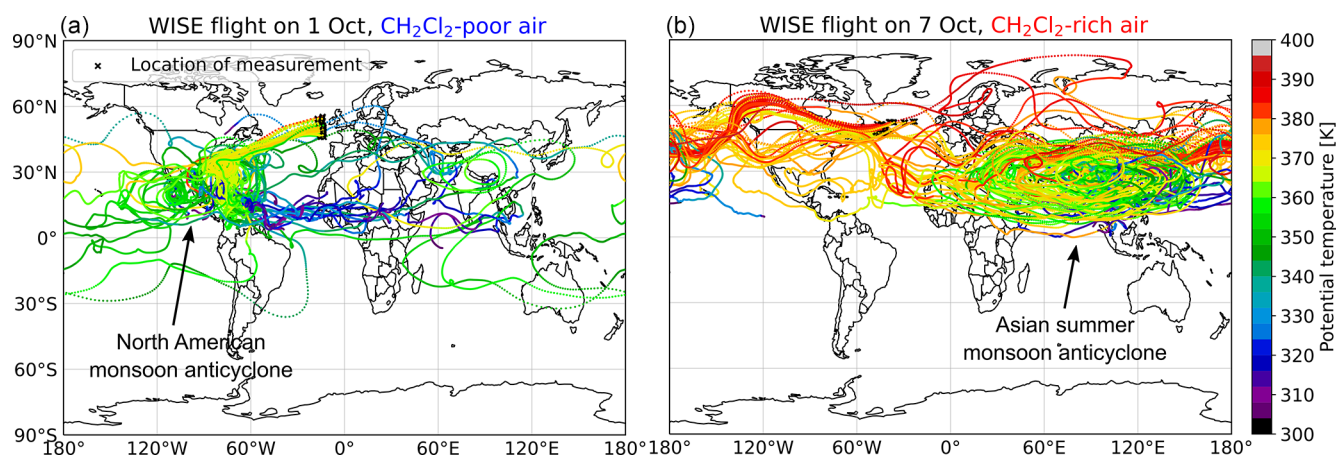 (a) WISE flight on 1 Oct, CH₂Cl₂-poor air
× Location of measurement
90°N
60°N
30°N
0°
30°S
60°S
90°S
180°
120°W
60°W
0°
60°E
120°E
180°
North American
monsoon anticyclone
(b) WISE flight on 7 Oct, CH₂Cl₂-rich air
180°
120°W
60°W
0°
60°E
120°E
180°
Asian summer
monsoon anticyclone
400
390
380
370
360
350
340
330
320
310
300
Potential temperature [K]